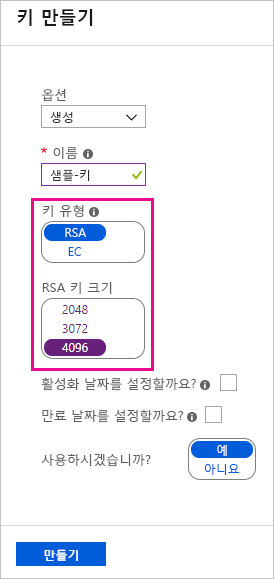 키 만들기
옵션
생성
* 이름
샘플-키
키 유형
RSA
EC
RSA 키 크기
2048
3072
4096
활성화 날짜를 설정할까요?
만료 날짜를 설정할까요?
사용하시겠습니까?
예
아니요
만들기